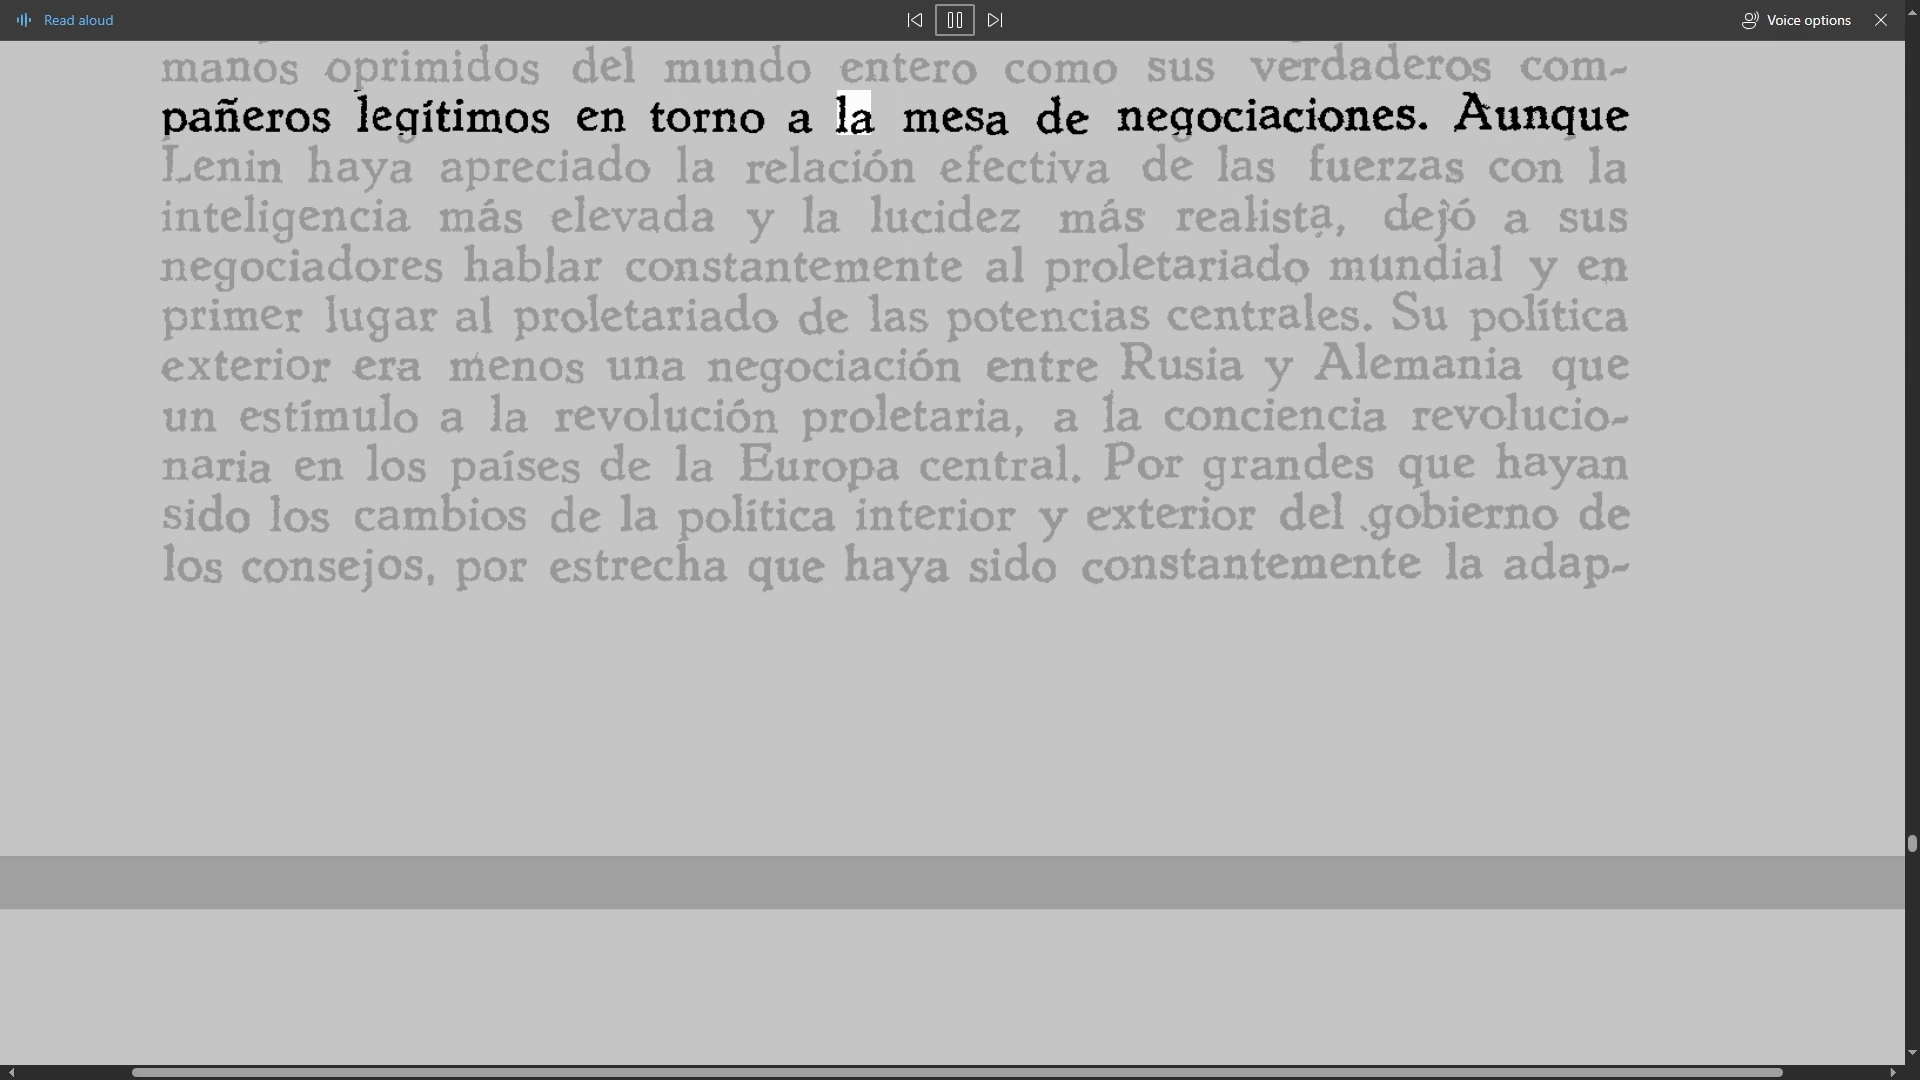 Read aloud
Voice options
manos oprimidos del mundo entero como sus verdaderos com-
pañeros legítimos en torno a la mesa de negociaciones. Aunque
Lenin haya apreciado la relación efectiva de las fuerzas con la
inteligencia más elevada y la lucidez más realista, dejó a sus
negociadores hablar constantemente al proletariado mundial y en
primer lugar al proletariado de las potencias centrales. Su política
exterior era menos una negociación entre Rusia y Alemania que
un estímulo a la revolución proletaria, a la conciencia revolucio-
naria en los países de la Europa central. Por grandes que hayan
sido los cambios de la política interior y exterior del gobierno de
los consejos, por estrecha que haya sido constantemente la adap-